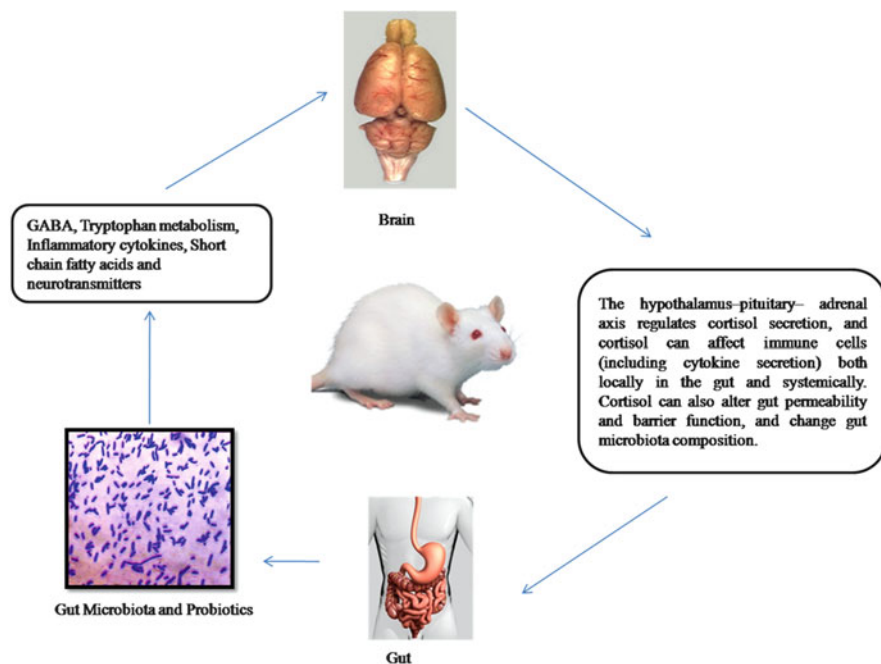 Brain
GABA, Tryptophan metabolism,
Inflammatory cytokines, Short
chain fatty acids and
neurotransmitters
The hypothalamus–pituitary– adrenal
axis regulates cortisol secretion, and
cortisol can affect immune cells
(including cytokine secretion) both
locally in the gut and systemically.
Cortisol can also alter gut permeability
and barrier function, and change gut
microbiota composition.
Gut Microbiota and Probiotics
Gut